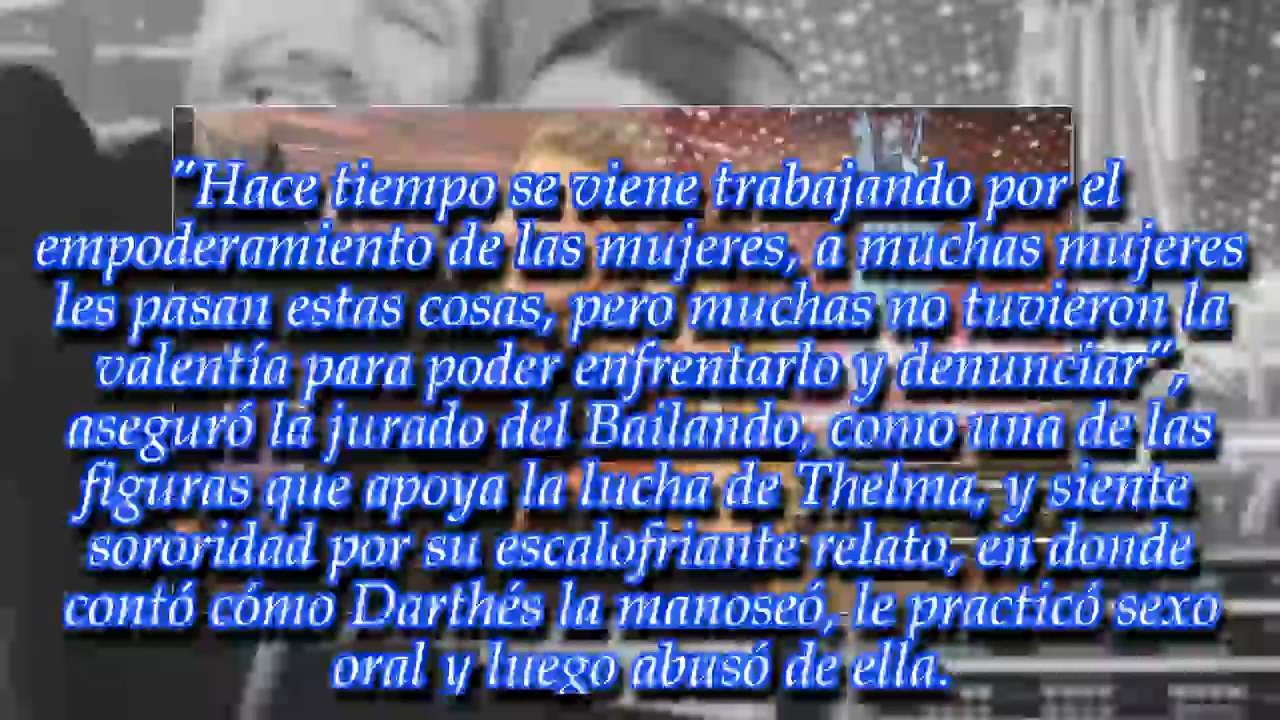 "Hace tiempo se viene trabajando por el
empoderamiento de las mujeres, a muchas mujeres
les pasan estas cosas, pero muchas no tuvieron la
valentía para poder enfrentarlo y denunciar",
aseguró la jurado del Bailando, como una de las
figuras que apoya la lucha de Thelma, y siente
sororidad por su escalofriante relato, en donde
contó cómo Darthés la manoseó, le practicó sexo
oral y luego abusó de ella.